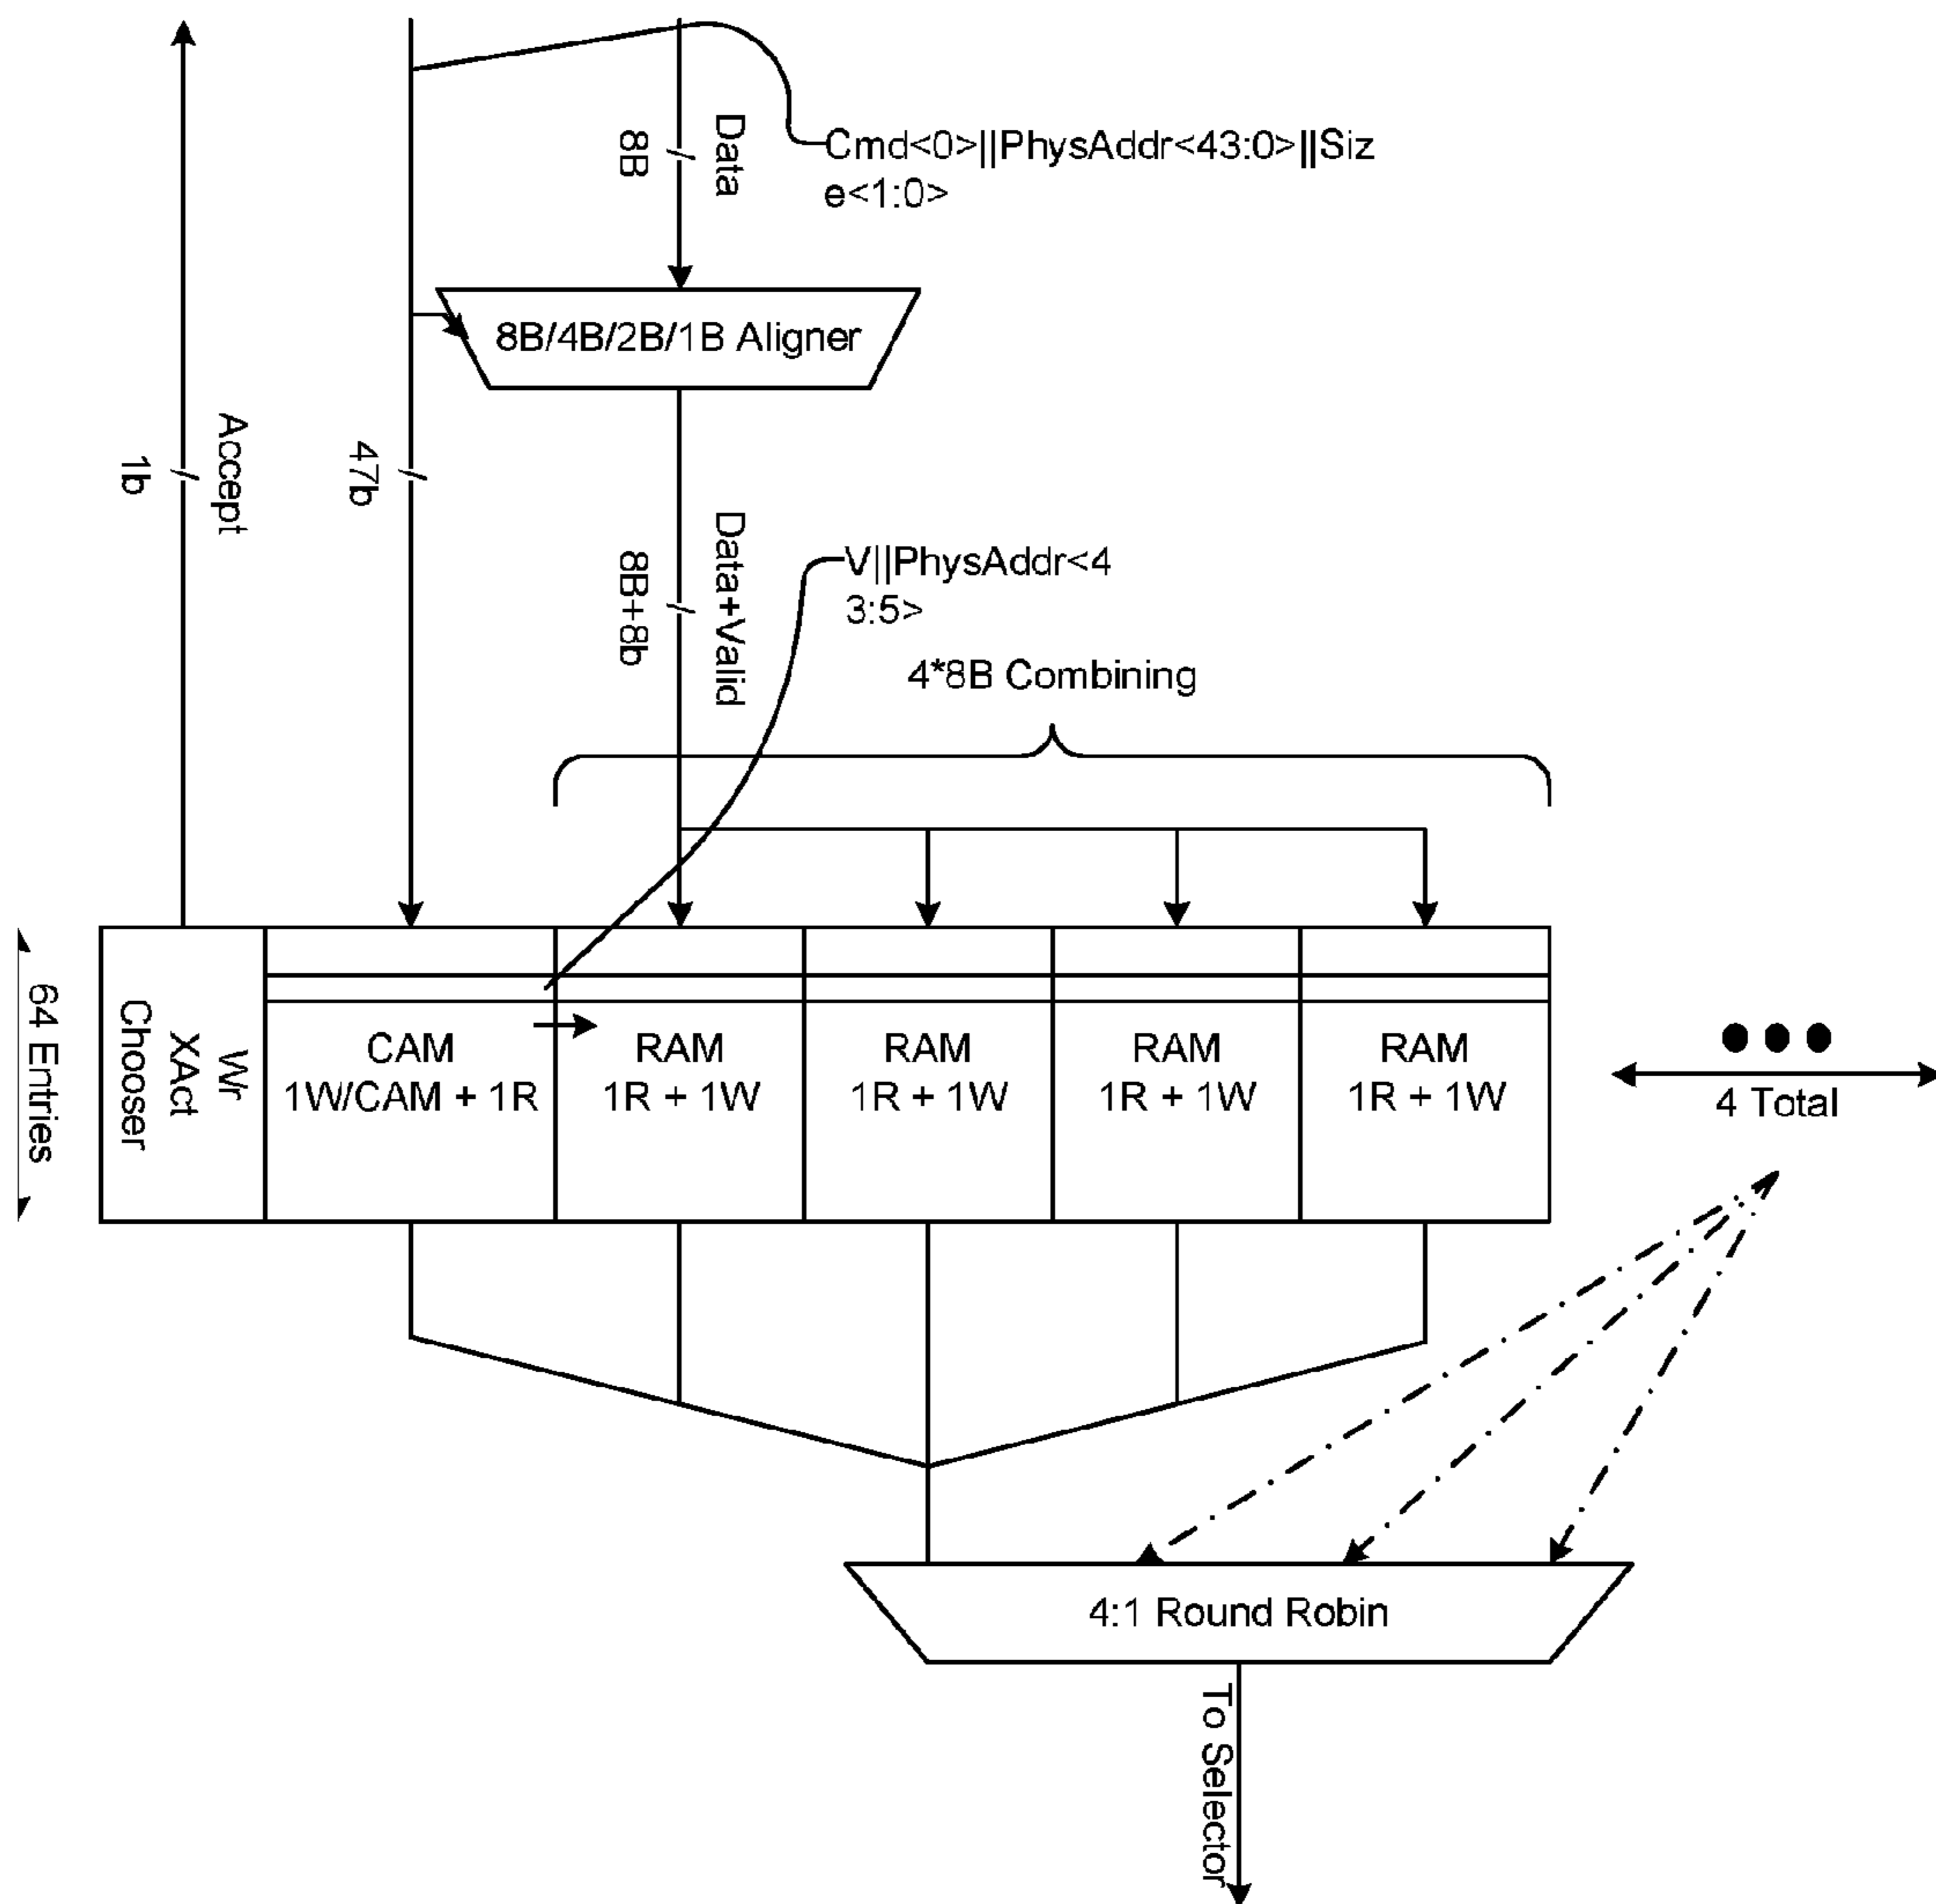 Data
8B
Cmd<0>||PhysAddr<43:0>||Siz
e<1:0>
8B/4B/2B/1B Aligner
Accept
1b
47b
Data+Valid
8B+8b
V||PhysAddr<4
3:5>
4*8B Combining
64 Entries
Wr
XAct
Chooser
CAM
1W/CAM + 1R
RAM
1R + 1W
RAM
1R + 1W
RAM
1R + 1W
RAM
1R + 1W
4 Total
4:1 Round Robin
To Selector